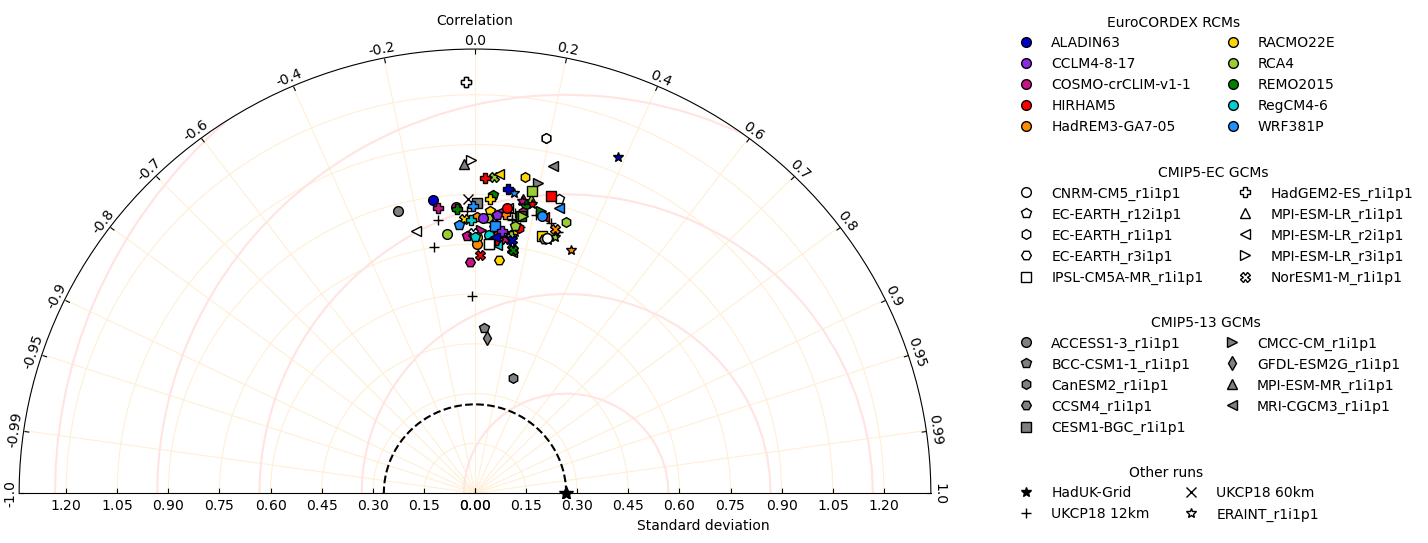 Correlation
-1.0
-0.99
-0.95
-0.9
-0.8
-0.7
-0.6
-0.4
-0.2
0.0
0.2
0.4
0.6
0.7
0.8
0.9
0.95
0.99
1.0
1.20 1.05 0.90 0.75 0.60 0.45 0.30 0.15 0.00 0.15 0.30 0.45 0.60 0.75 0.90 1.05 1.20
Standard deviation
EuroCORDEX RCMs
ALADIN63 RACMO22E
CCLM4-8-17 RCA4
COSMO-crCLIM-v1-1 REMO2015
HIRHAM5 RegCM4-6
HadREM3-GA7-05 WRF381P
CMIP5-EC GCMs
CNRM-CM5_r1i1p1 HadGEM2-ES_r1i1p1
EC-EARTH_r12i1p1 MPI-ESM-LR_r1i1p1
EC-EARTH_r1i1p1 MPI-ESM-LR_r2i1p1
EC-EARTH_r3i1p1 MPI-ESM-LR_r3i1p1
IPSL-CM5A-MR_r1i1p1 NorESM1-M_r1i1p1
CMIP5-13 GCMs
ACCESS1-3_r1i1p1 CMCC-CM_r1i1p1
BCC-CSM1-1_r1i1p1 GFDL-ESM2G_r1i1p1
CanESM2_r1i1p1 MPI-ESM-MR_r1i1p1
CCSM4_r1i1p1 MRI-CGCM3_r1i1p1
CESM1-BGC_r1i1p1
Other runs
HadUK-Grid UKCP18 60km
UKCP18 12km ERAINT_r1i1p1